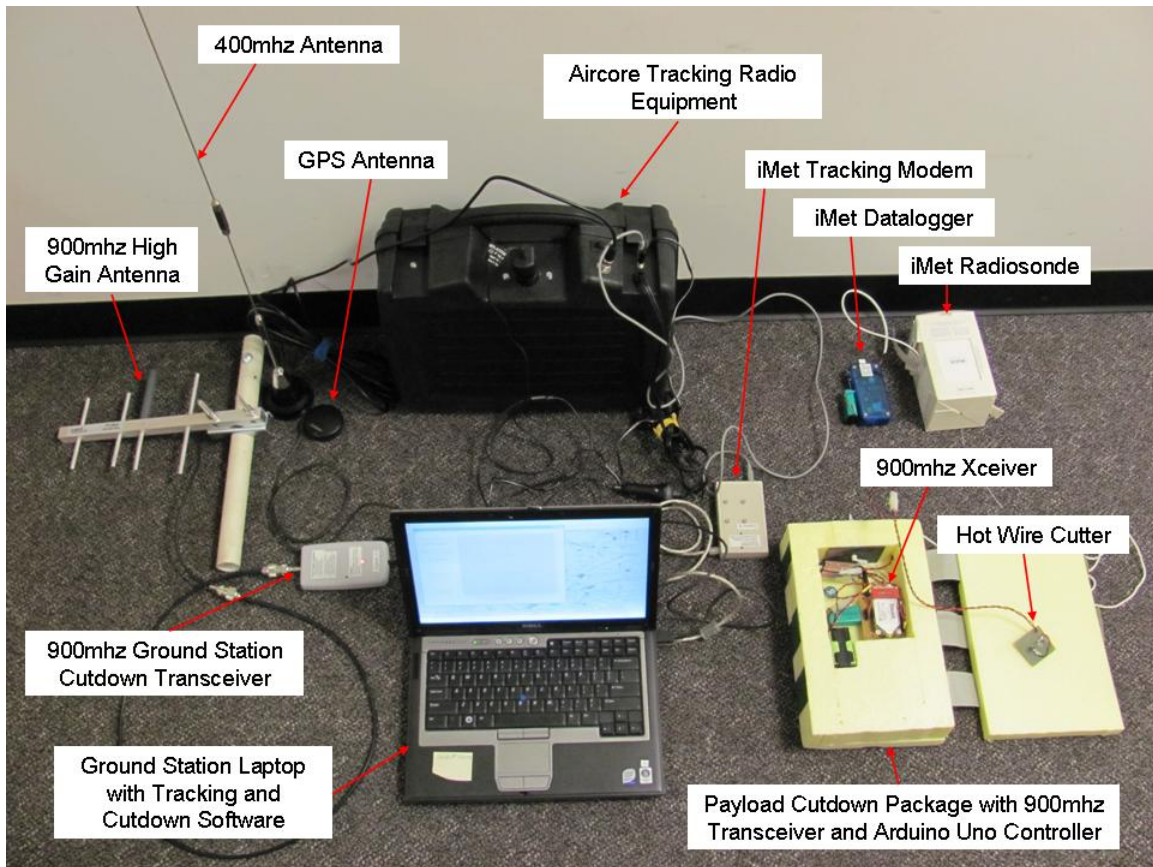 400mhz Antenna
Aircore Tracking Radio
Equipment
GPS Antenna
iMet Tracking Modem
iMet Datalogger
900mhz High
Gain Antenna
iMet Radiosonde
900mhz Xceiver
Hot Wire Cutter
900mhz Ground Station
Cutdown Transceiver
DELL
Ground Station Laptop
with Tracking and
Cutdown Software
Payload Cutdown Package with 900mhz
Transceiver and Arduino Uno Controller